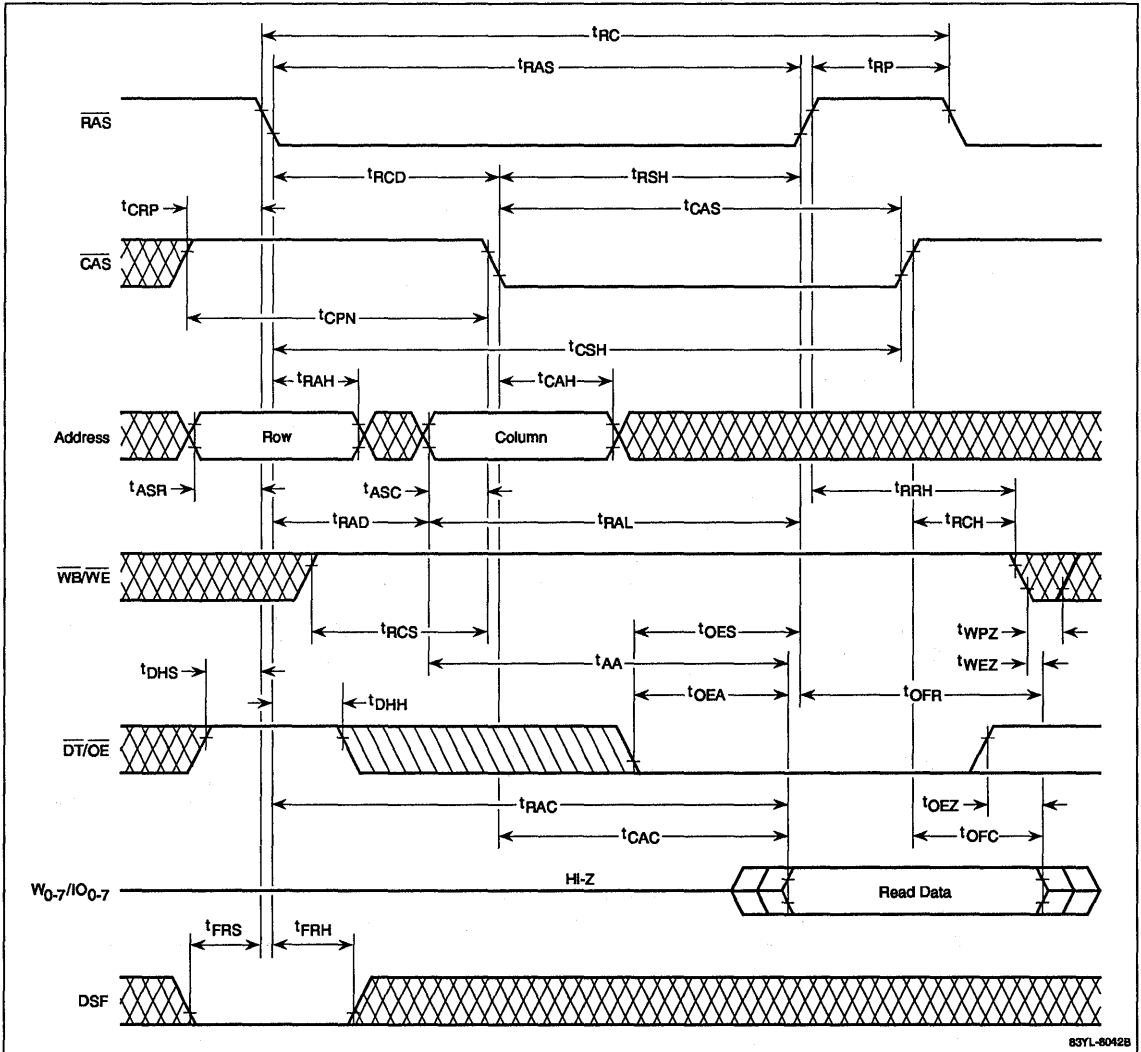 tRC
tRAS
tRP
RAS
tRCD
tRSH
tCRP
tCAS
CAS
tCPN
tCSH
tRAH
tCAH
Address
Row
Column
tASR
tASC
tRRH
tRAD
tRAL
tRCH
WB/WE
tRCS
tOES
tWPZ
tAA
tWEZ
tDHS
tOEA
tOFR
tDHH
DT/OE
tRAC
tOEZ
tCAC
tOFC
HI-Z
W0-7/IO0-7
Read Data
tFRS
tFRH
DSF
83YL-8042B